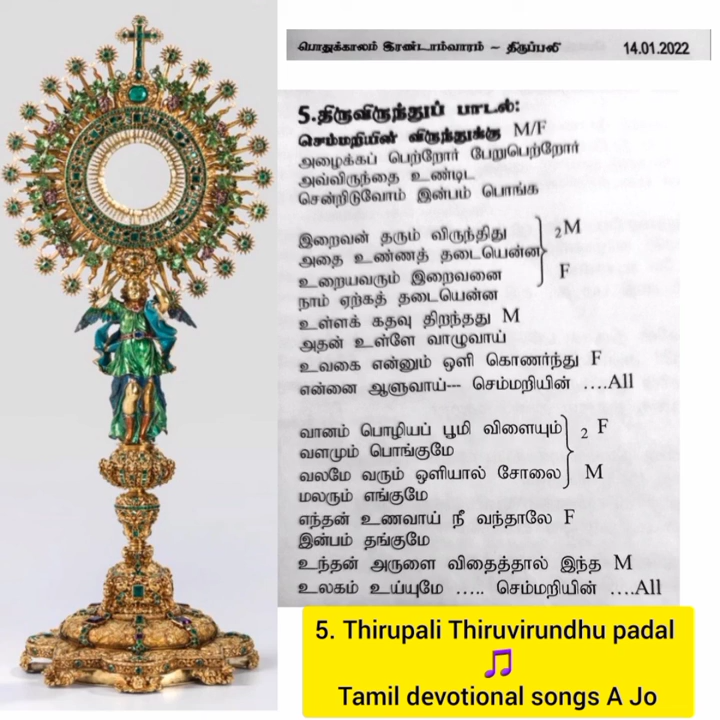 பொதுக்காலம் இரண்டாம்வாரம் ~ திருப்பலி 14.01.2022
5.திருவிருந்துப் பாடல்:
செம்மறியின் விருந்துக்கு M/F
அழைக்கப் பெற்றோர் பேறுபெற்றோர்
அவ்விருந்தை உண்டிட
சென்றிடுவோம் இன்பம் பொங்க
இறைவன் தரும் விருந்திது 2 M
அதை உண்ணத் தடையென்ன
உறையவரும் இறைவனை F
நாம் ஏற்கத் தடையென்ன
உள்ளக் கதவு திறந்தது M
அதன் உள்ளே வாழுவாய்
உவகை என்னும் ஒளி கொணர்ந்து F
என்னை ஆளுவாய்--- செம்மறியின் ....All
வானம் பொழியப் பூமி விளையும் 2 F
வளமும் பொங்குமே
வலமே வரும் ஒளியால் சோலை M
மலரும் எங்குமே
எந்தன் உணவாய் நீ வந்தாலே F
இன்பம் தங்குமே
உந்தன் அருளை விதைத்தால் இந்த M
உலகம் உய்யுமே ..... செம்மறியின் ....All
5. Thirupali Thiruvirundhu padal
Tamil devotional songs A Jo